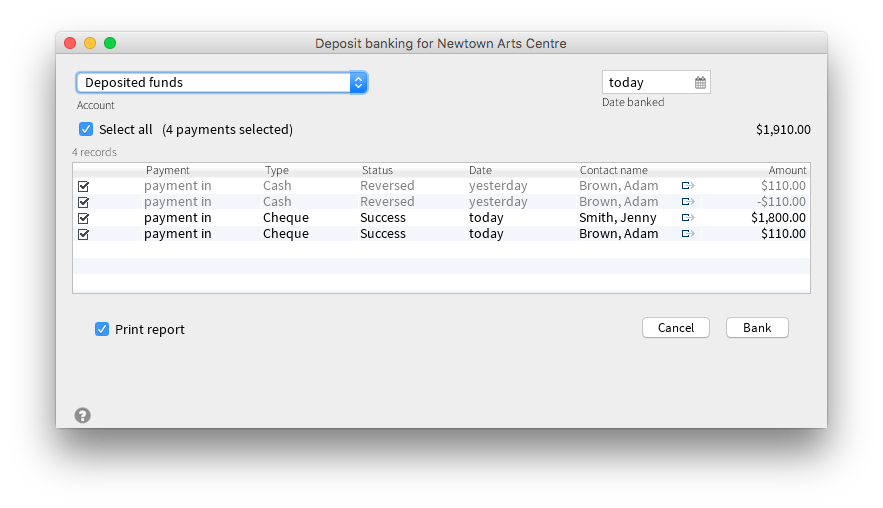 Deposit banking for Newtown Arts Centre
Deposited funds today
Account Date banked
Select all (4 payments selected) $1,910.00
4 records
Payment Type Status Date Contact name Amount
payment in Cash Reversed yesterday Brown, Adam $110.00
payment in Cash Reversed yesterday Brown, Adam -$110.00
payment in Cheque Success today Smith, Jenny $1,800.00
payment in Cheque Success today Brown, Adam $110.00
Print report Cancel Bank
?